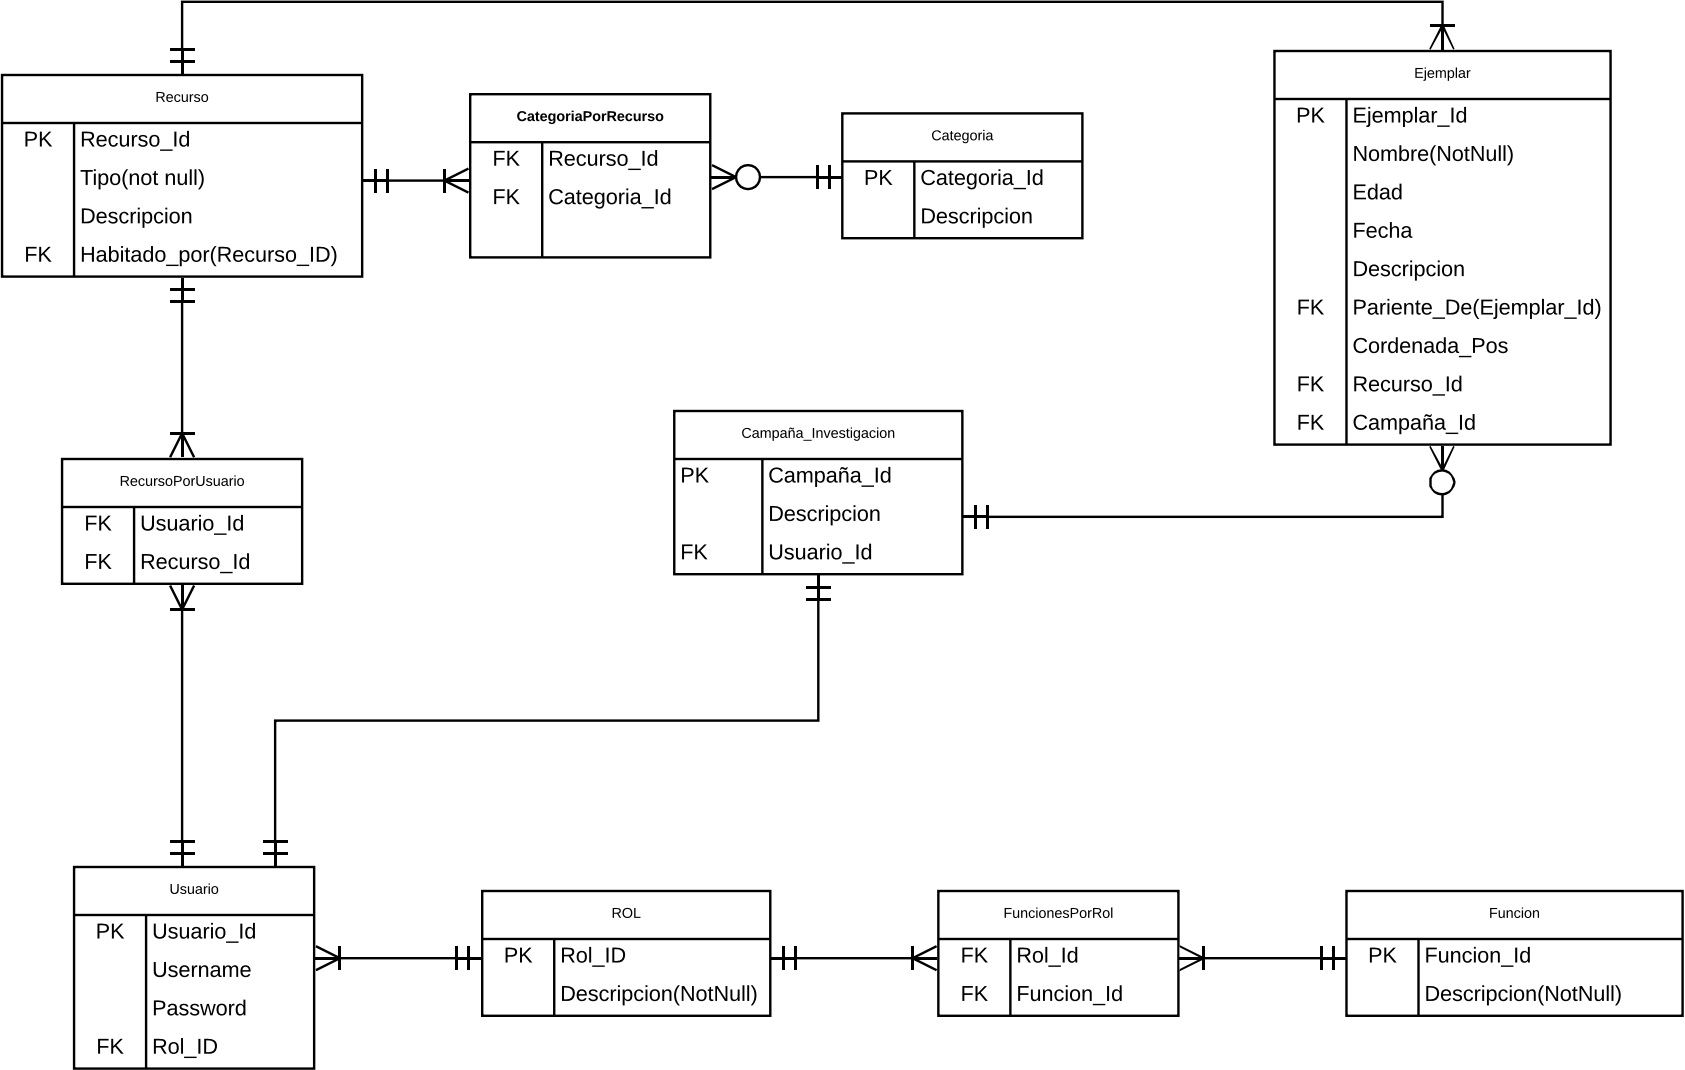 Recurso
PK Recurso_Id
Tipo(not null)
Descripcion
FK Habitado_por(Recurso_ID)
CategoriaPorRecurso
FK Recurso_Id
FK Categoria_Id
Categoria
PK Categoria_Id
Descripcion
Ejemplar
PK Ejemplar_Id
Nombre(NotNull)
Edad
Fecha
Descripcion
FK Pariente_De(Ejemplar_Id)
Cordenada_Pos
FK Recurso_Id
FK Campaña_Id
Campaña_Investigacion
PK Campaña_Id
Descripcion
FK Usuario_Id
RecursoPorUsuario
FK Usuario_Id
FK Recurso_Id
Usuario
PK Usuario_Id
Username
Password
FK Rol_ID
ROL
PK Rol_ID
Descripcion(NotNull)
FuncionesPorRol
FK Rol_Id
FK Funcion_Id
Funcion
PK Funcion_Id
Descripcion(NotNull)